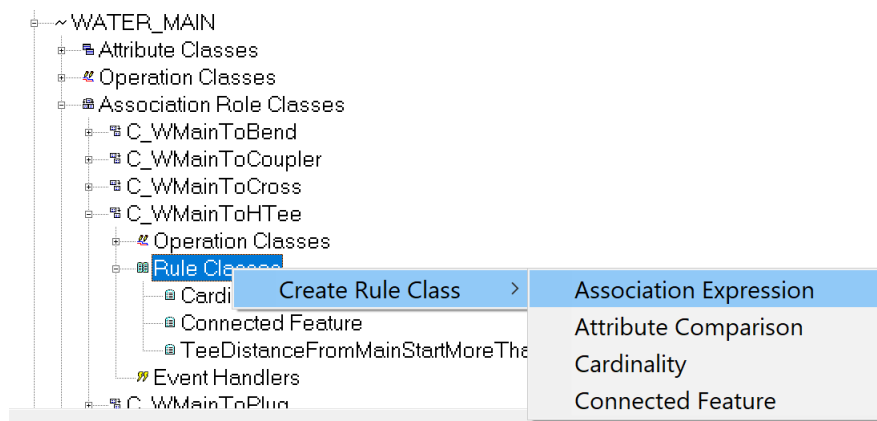 WATER_MAIN
Attribute Classes
Operation Classes
Association Role Classes
C_WMainToBend
C_WMainToCoupler
C_WMainToCross
C_WMainToHTee
Operation Classes
Rule Classes
Create Rule Class > Association Expression
Cardi
Attribute Comparison
Connected Feature
Cardinality
TeeDistanceFromMainStartMoreTha
Event Handlers
Connected Feature
C_WMainToPlug